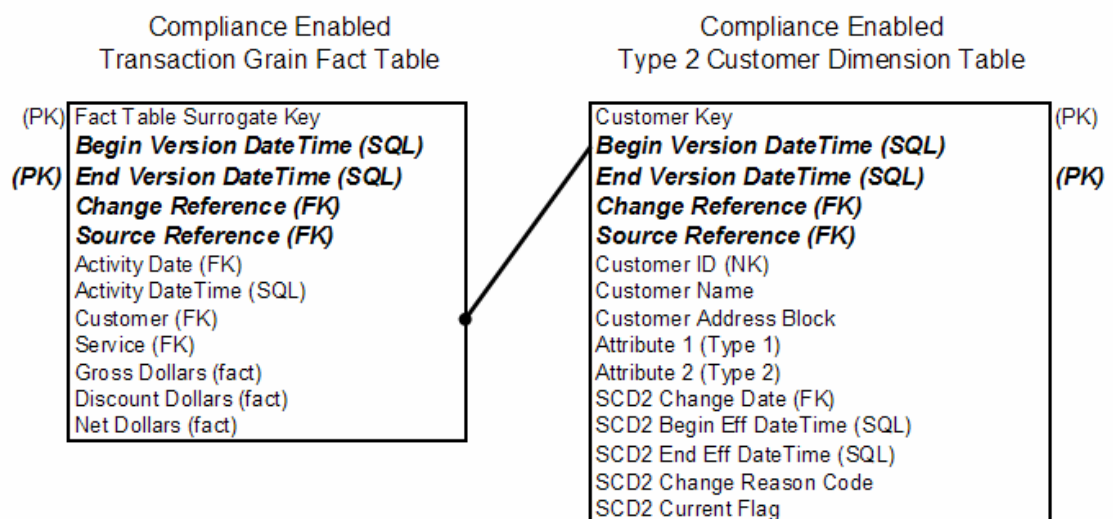 Compliance Enabled
Transaction Grain Fact Table
(PK) Fact Table Surrogate Key
Begin Version DateTime (SQL)
(PK) End Version DateTime (SQL)
Change Reference (FK)
Source Reference (FK)
Activity Date (FK)
Activity DateTime (SQL)
Customer (FK)
Service (FK)
Gross Dollars (fact)
Discount Dollars (fact)
Net Dollars (fact)
Compliance Enabled
Type 2 Customer Dimension Table
Customer Key (PK)
Begin Version DateTime (SQL)
End Version DateTime (SQL) (PK)
Change Reference (FK)
Source Reference (FK)
Customer ID (NK)
Customer Name
Customer Address Block
Attribute 1 (Type 1)
Attribute 2 (Type 2)
SCD2 Change Date (FK)
SCD2 Begin Eff DateTime (SQL)
SCD2 End Eff DateTime (SQL)
SCD2 Change Reason Code
SCD2 Current Flag